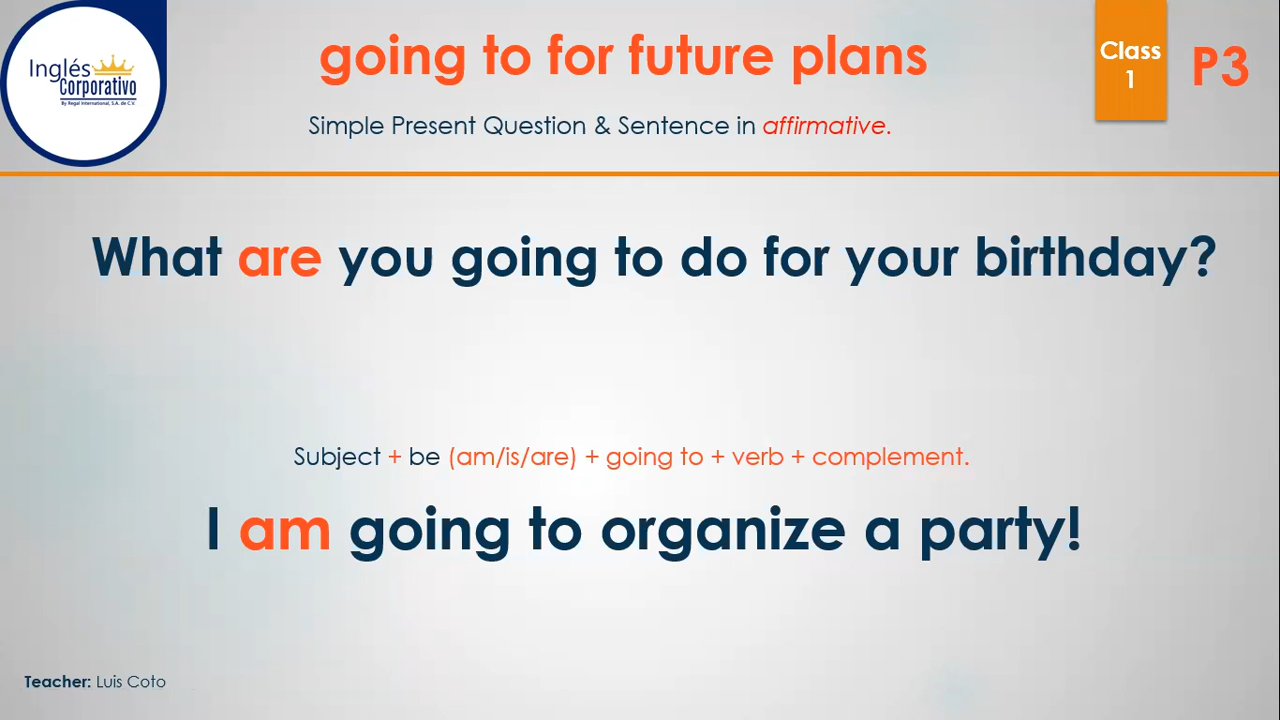 Inglés
Corporativo
By Regal International, S.A. de C.V.
going to for future plans
Class
1
P3
Simple Present Question & Sentence in affirmative.
What are you going to do for your birthday?
Subject + be (am/is/are) + going to + verb + complement.
I am going to organize a party!
Teacher: Luis Coto